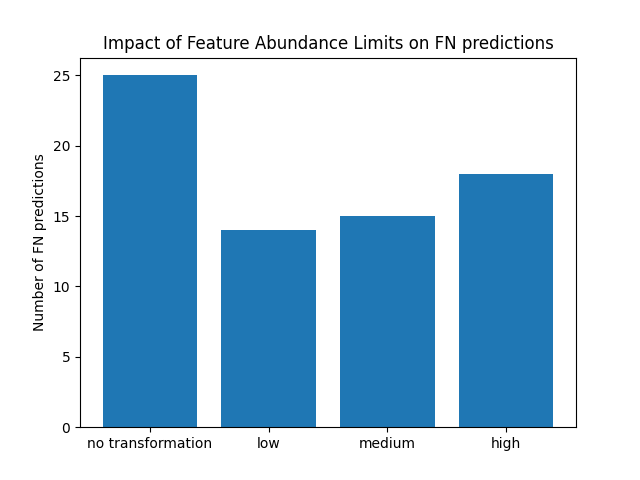 Impact of Feature Abundance Limits on FN predictions
Number of FN predictions
25
20
15
10
5
0
no transformation
low
medium
high